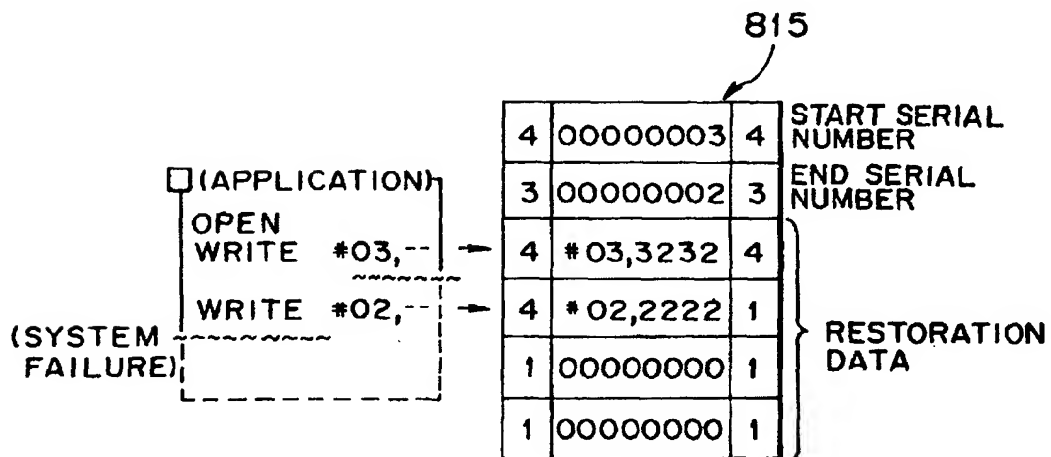 815
4 00000003 4 START SERIAL
NUMBER
3 00000002 3 END SERIAL
NUMBER
(APPLICATION)
OPEN
WRITE #03,-- 4 #03,3232 4
WRITE #02,-- 4 #02,2222 1
(SYSTEM
FAILURE)
1 00000000 1
1 00000000 1
RESTORATION
DATA